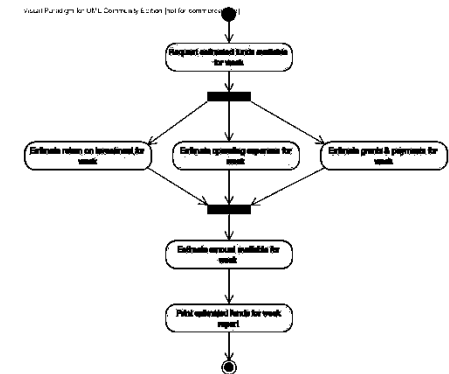 Visual Paradigm for UML Community Edition [not for commercial use]
Request estimated funds available
for week
Estimate return on investment for
week
Estimate operating expenses for
week
Estimate grants & payments for
week
Estimate amount available for
week
Print estimated funds for week
report